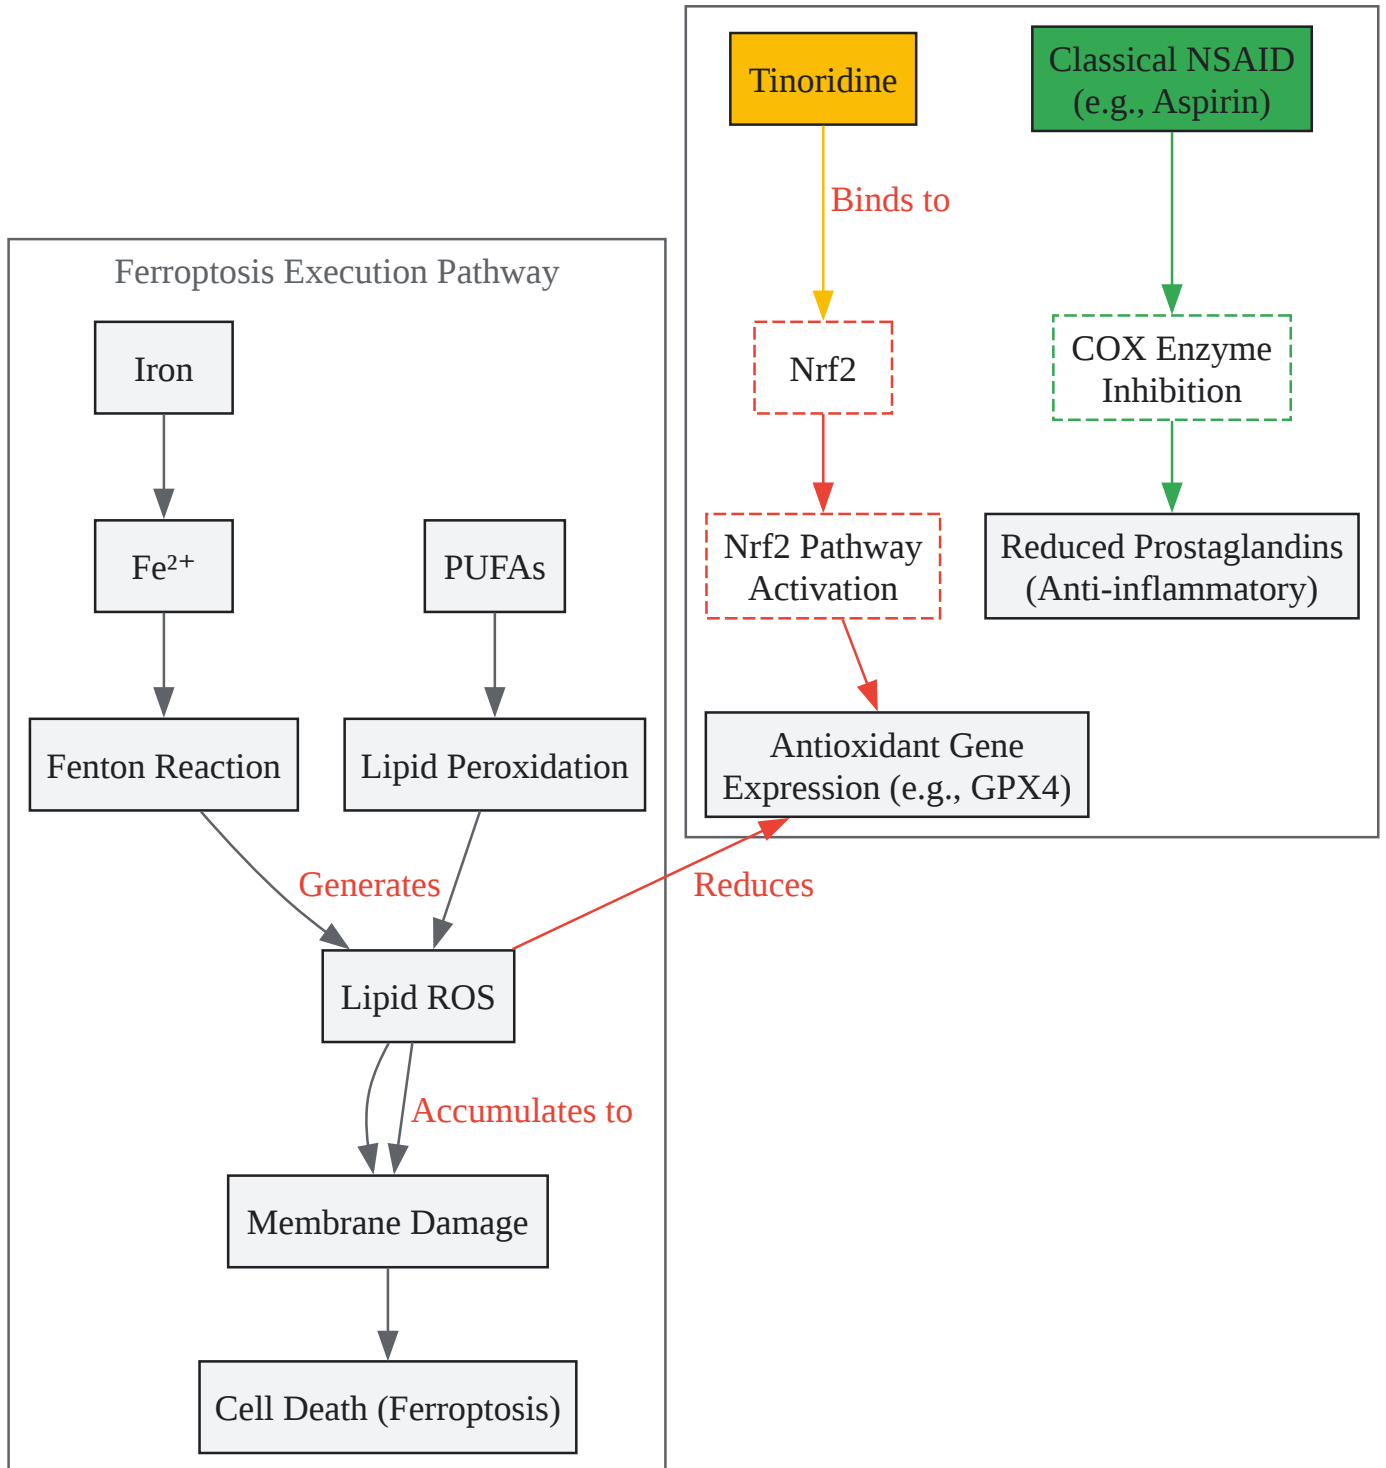 Tinoridine
Classical NSAID
(e.g., Aspirin)
Binds to
Ferroptosis Execution Pathway
Iron
Nrf2
COX Enzyme
Inhibition
Fe²⁺
PUFAs
Nrf2 Pathway
Activation
Reduced Prostaglandins
(Anti-inflammatory)
Fenton Reaction
Lipid Peroxidation
Antioxidant Gene
Expression (e.g., GPX4)
Generates
Reduces
Lipid ROS
Accumulates to
Membrane Damage
Cell Death (Ferroptosis)